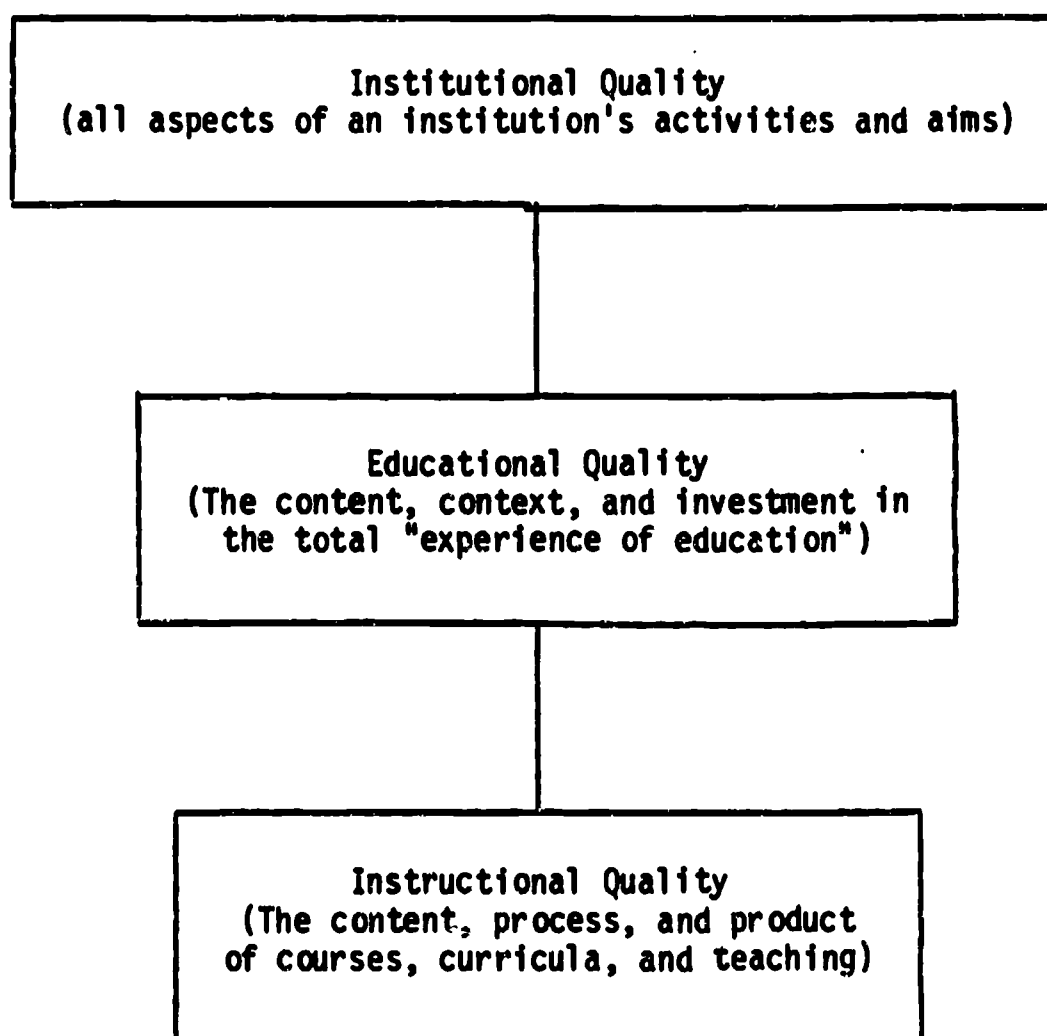 Institutional Quality
(all aspects of an institution's activities and aims)
Educational Quality
(The content, context, and investment in
the total "experience of education")
Instructional Quality
(The content, process, and product
of courses, curricula, and teaching)